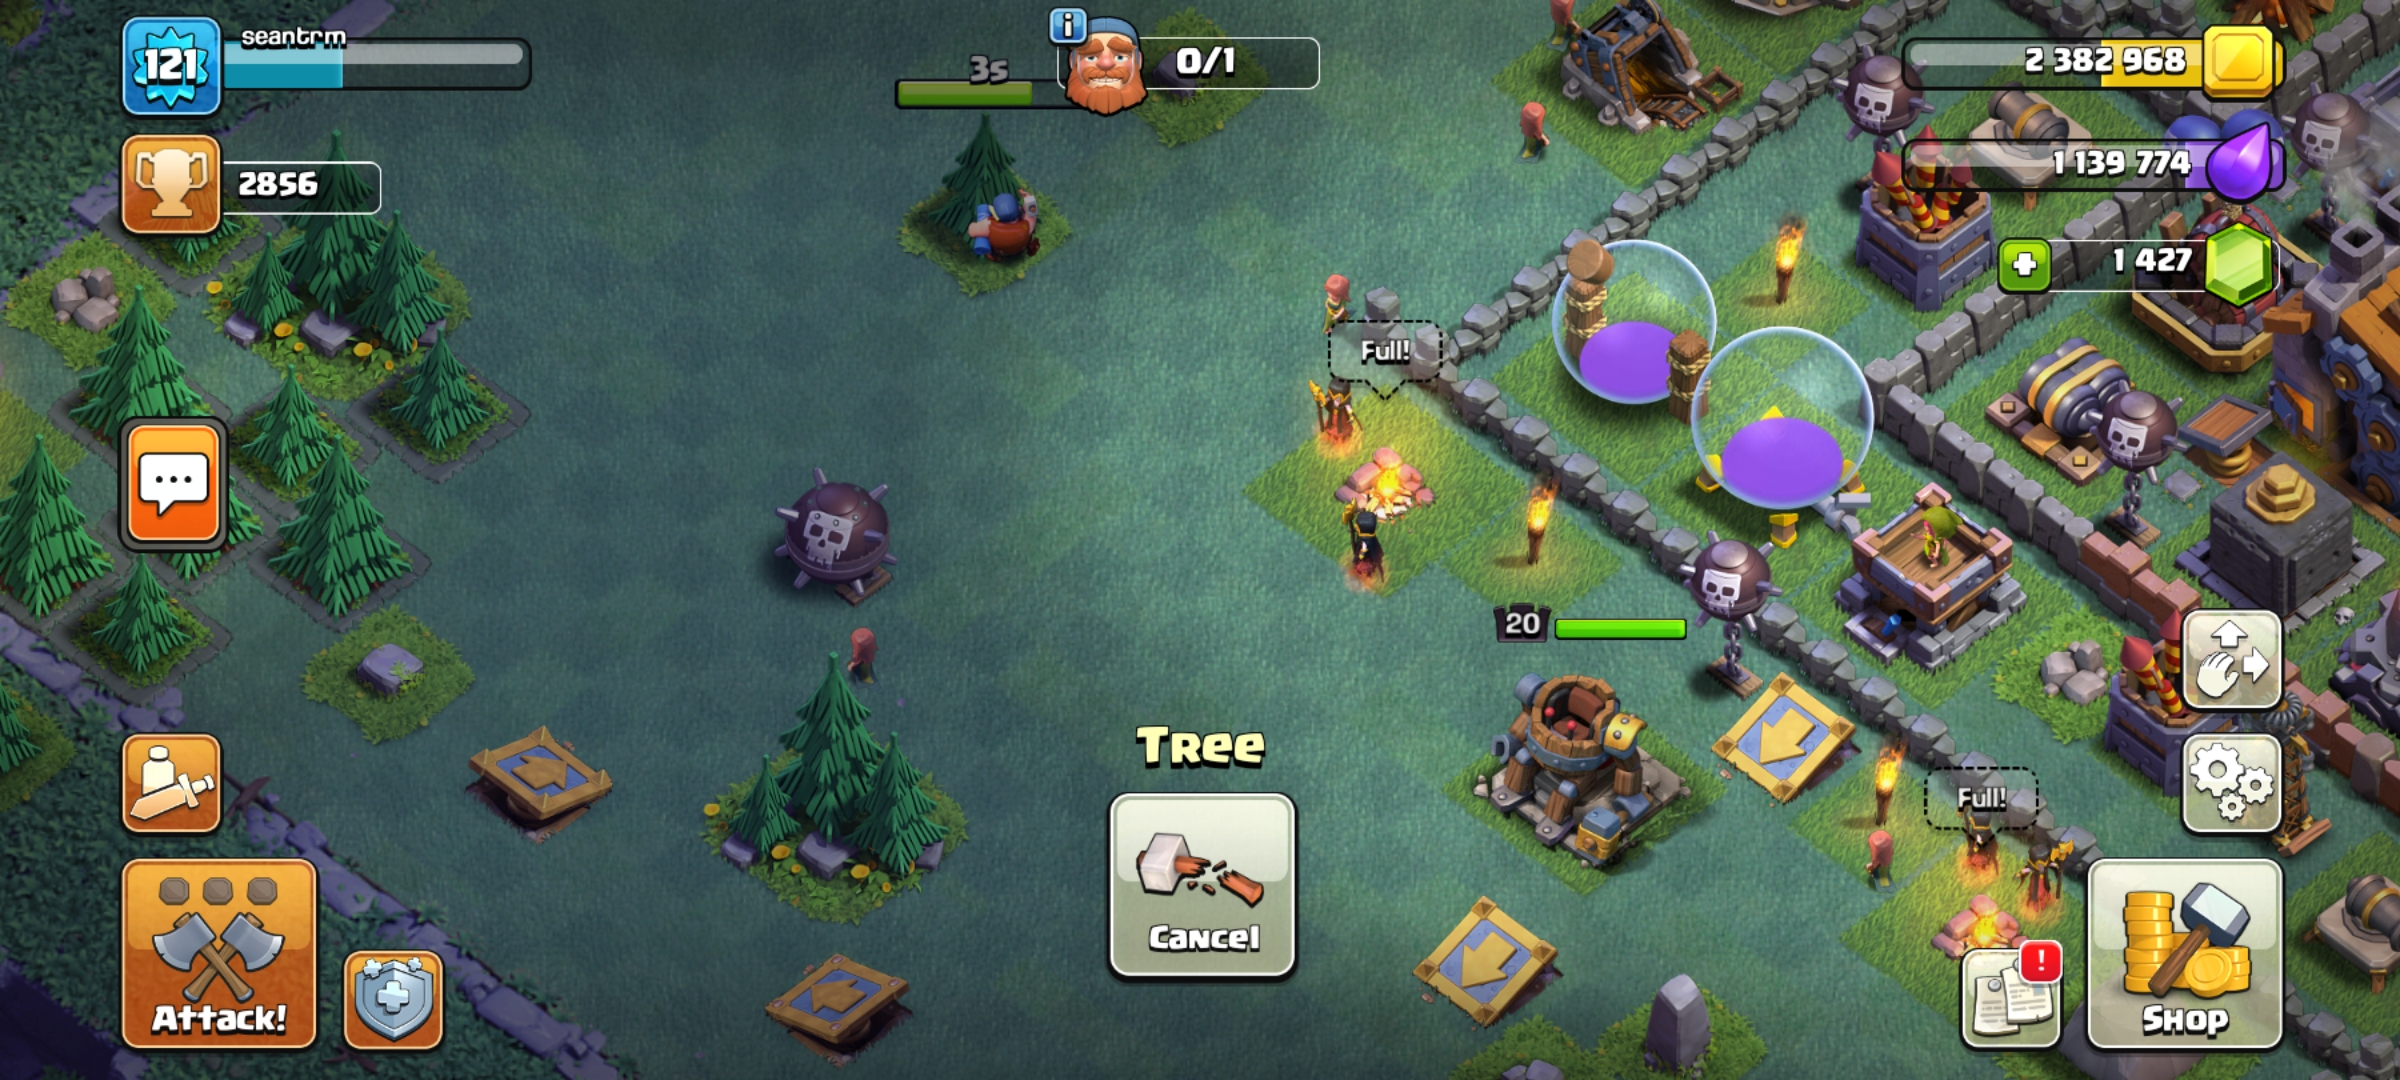 121
seantrm
2856
3s
i
0/1
2 382 968
1 139 774
1 427
Full!
20
Tree
Cancel
Full!
Attack!
!
Shop